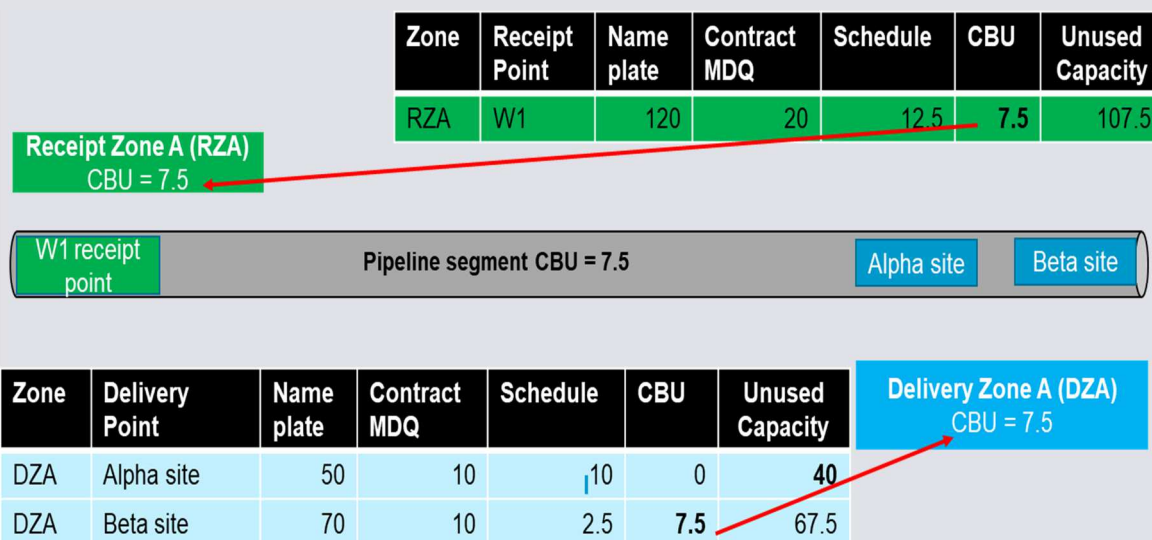 Zone Receipt Point Name plate Contract MDQ Schedule CBU Unused Capacity
RZA W1 120 20 12.5 7.5 107.5
Receipt Zone A (RZA)
CBU = 7.5
W1 receipt point
Pipeline segment CBU = 7.5
Alpha site
Beta site
Zone Delivery Point Name plate Contract MDQ Schedule CBU Unused Capacity
DZA Alpha site 50 10 10 0 40
DZA Beta site 70 10 2.5 7.5 67.5
Delivery Zone A (DZA)
CBU = 7.5